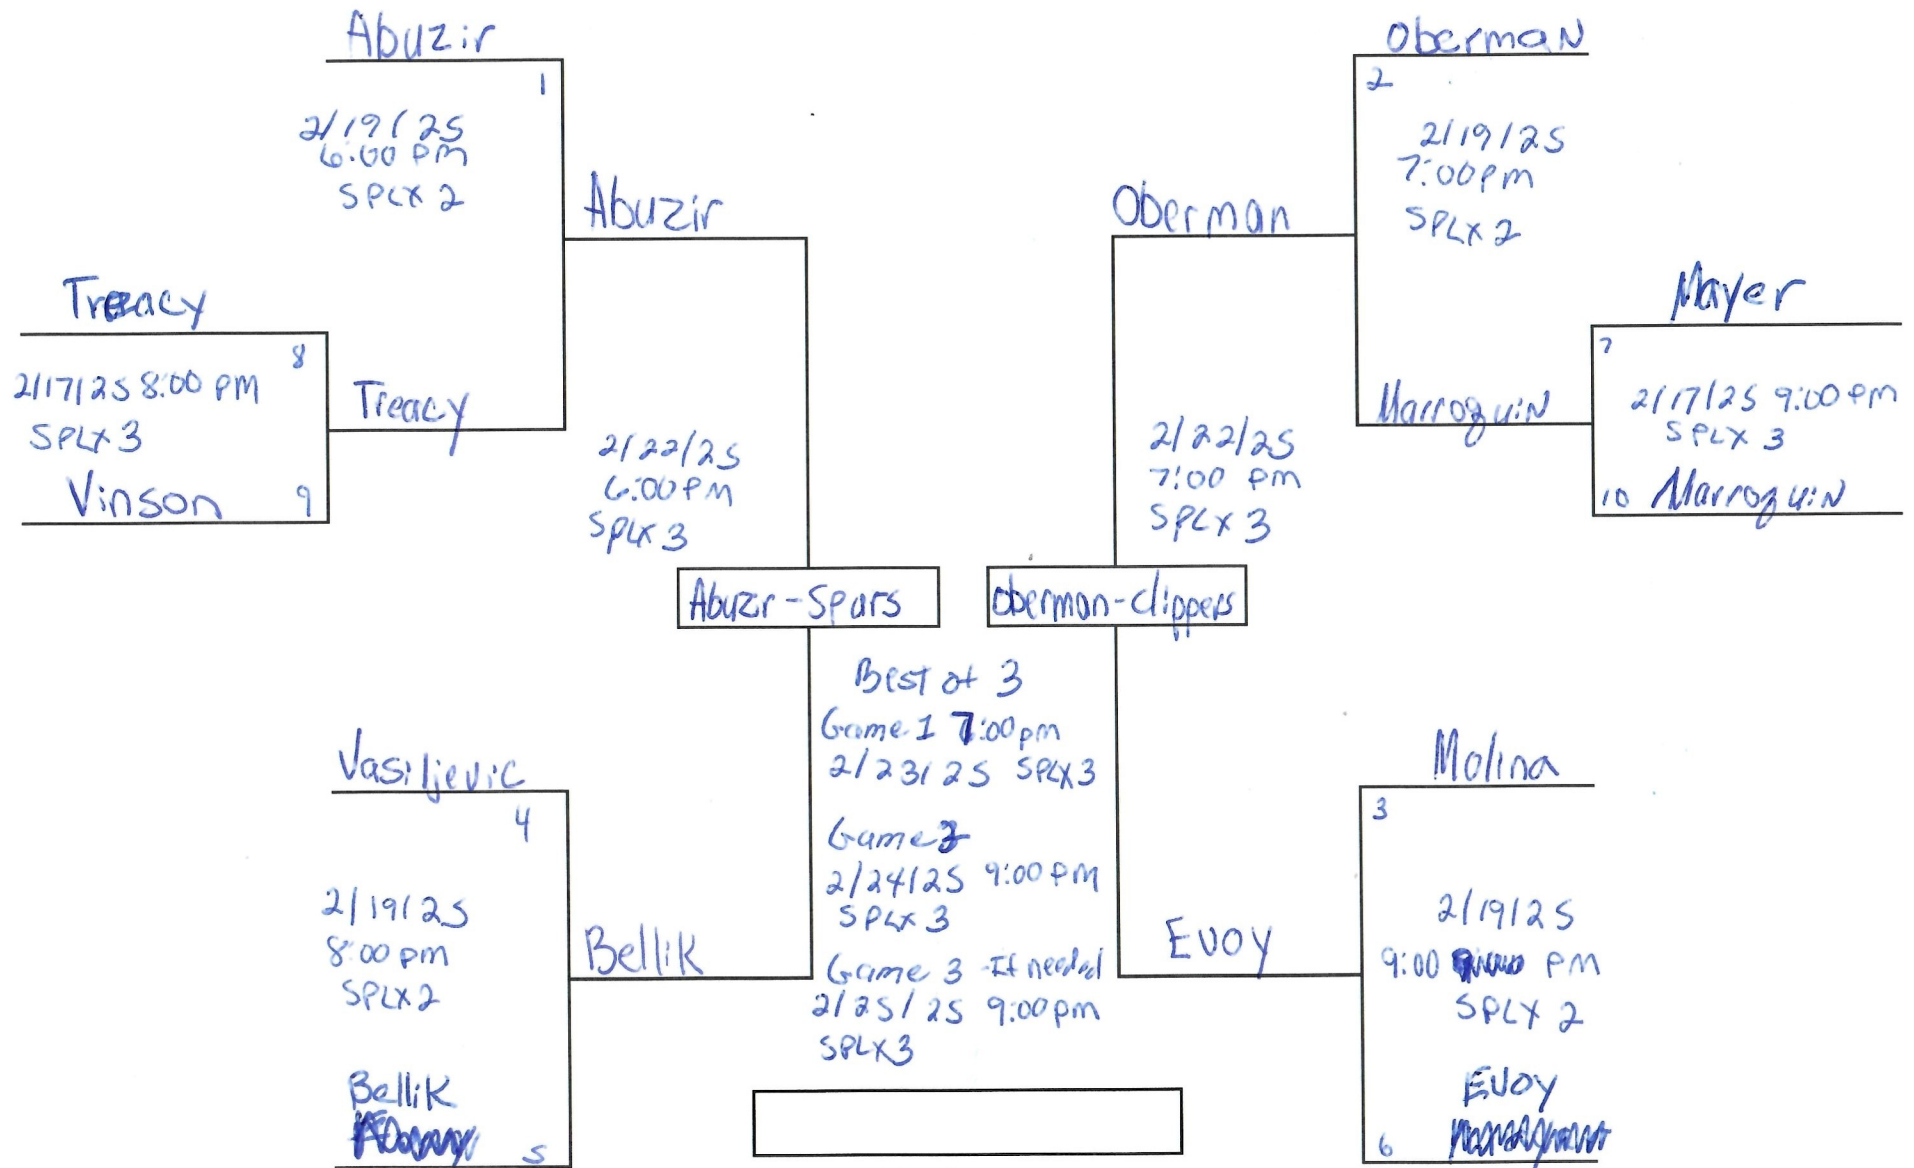 Abuzir
1
2/19/25
6:00 PM
SPLX 2
Abuzir
Treacy
8
2/17/25 8:00 PM
SPLX 3
Vinson 9
Treacy
2/22/25
6:00 PM
SPLX 3
Abuzir-Spurs
Vasiljevic
4
2/19/25
8:00 pm
SPLX 2
Bellik
5
Bellik
Oberman
2
2/19/25
7:00 pm
SPLX 2
Oberman
Mayer
7
2/17/25 9:00 pm
SPLX 3
10 Marroquin
Marroquin
2/22/25
7:00 pm
SPLX 3
Oberman-clippers
Molina
3
2/19/25
9:00 PM
SPLX 2
Evoy
6
Evoy
Best of 3
Game 1 7:00 pm
2/23/25 SPLX 3
Game 2
2/24/25 9:00 PM
SPLX 3
Game 3 If needed
2/25/25 9:00 pm
SPLX 3